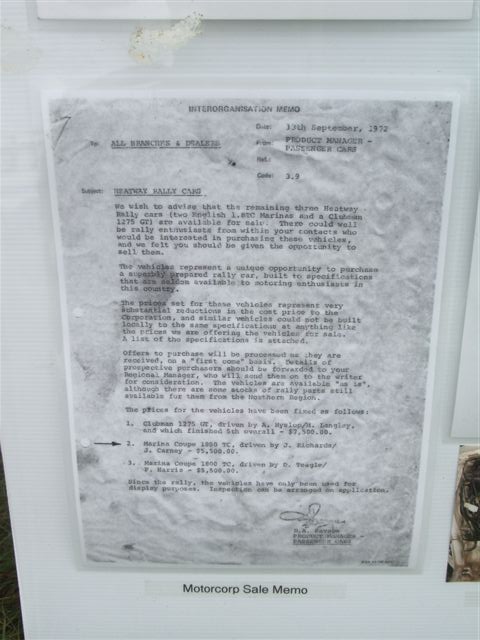 INTERORGANISATION MEMO
Date: 13th September, 1972
To: ALL BRANCHES & DEALERS
From: PRODUCT MANAGER -
PASSENGER CARS
Ref:
Code: 3.9
Subject: HEATWAY RALLY CARS
We wish to advise that the remaining three Heatway
Rally cars (two English 1.8TC Marinas and a Clubman
1275 GT) are available for sale. There could well
be rally enthusiasts from within your contacts who
would be interested in purchasing these vehicles,
and we felt you should be given the opportunity to
sell them.
The vehicles represent a unique opportunity to purchase
a superbly prepared rally car, built to specifications
that are seldom available to motoring enthusiasts in
this country.
The prices set for these vehicles represent very
substantial reductions in the cost price to the
Corporation, and similar vehicles could not be built
locally to the same specifications at anything like
the prices we are offering the vehicles for sale.
A list of the specifications is attached.
Offers to purchase will be processed as they are
received, on a "first come" basis. Details of
prospective purchasers should be forwarded to your
Regional Manager, who will send them on to the writer
for consideration. The vehicles are available "as is",
although there are some stocks of rally parts still
available for them from the Northern Region.
The prices for the vehicles have been fixed as follows:
1. Clubman 1275 GT, driven by A. Hyslop/M. Langley,
and which finished 5th overall - $7,500.00.
2. Marina Coupe 1800 TC, driven by J. Richards/
J. Carney - $5,500.00.
3. Marina Coupe 1800 TC, driven by D. Teagle/
P. Harris - $5,500.00.
Since the rally, the vehicles have only been used for
display purposes. Inspection can be arranged on application.
D.A.
PRODUCT MANAGER -
PASSENGER CARS
Motorcorp Sale Memo